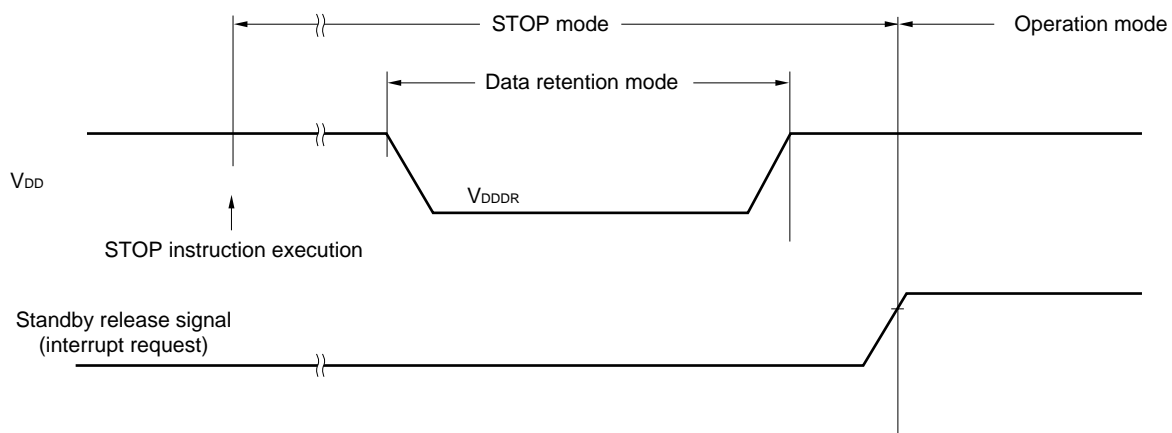 STOP mode
Operation mode
Data retention mode
VDD
VDDDR
STOP instruction execution
Standby release signal
(interrupt request)